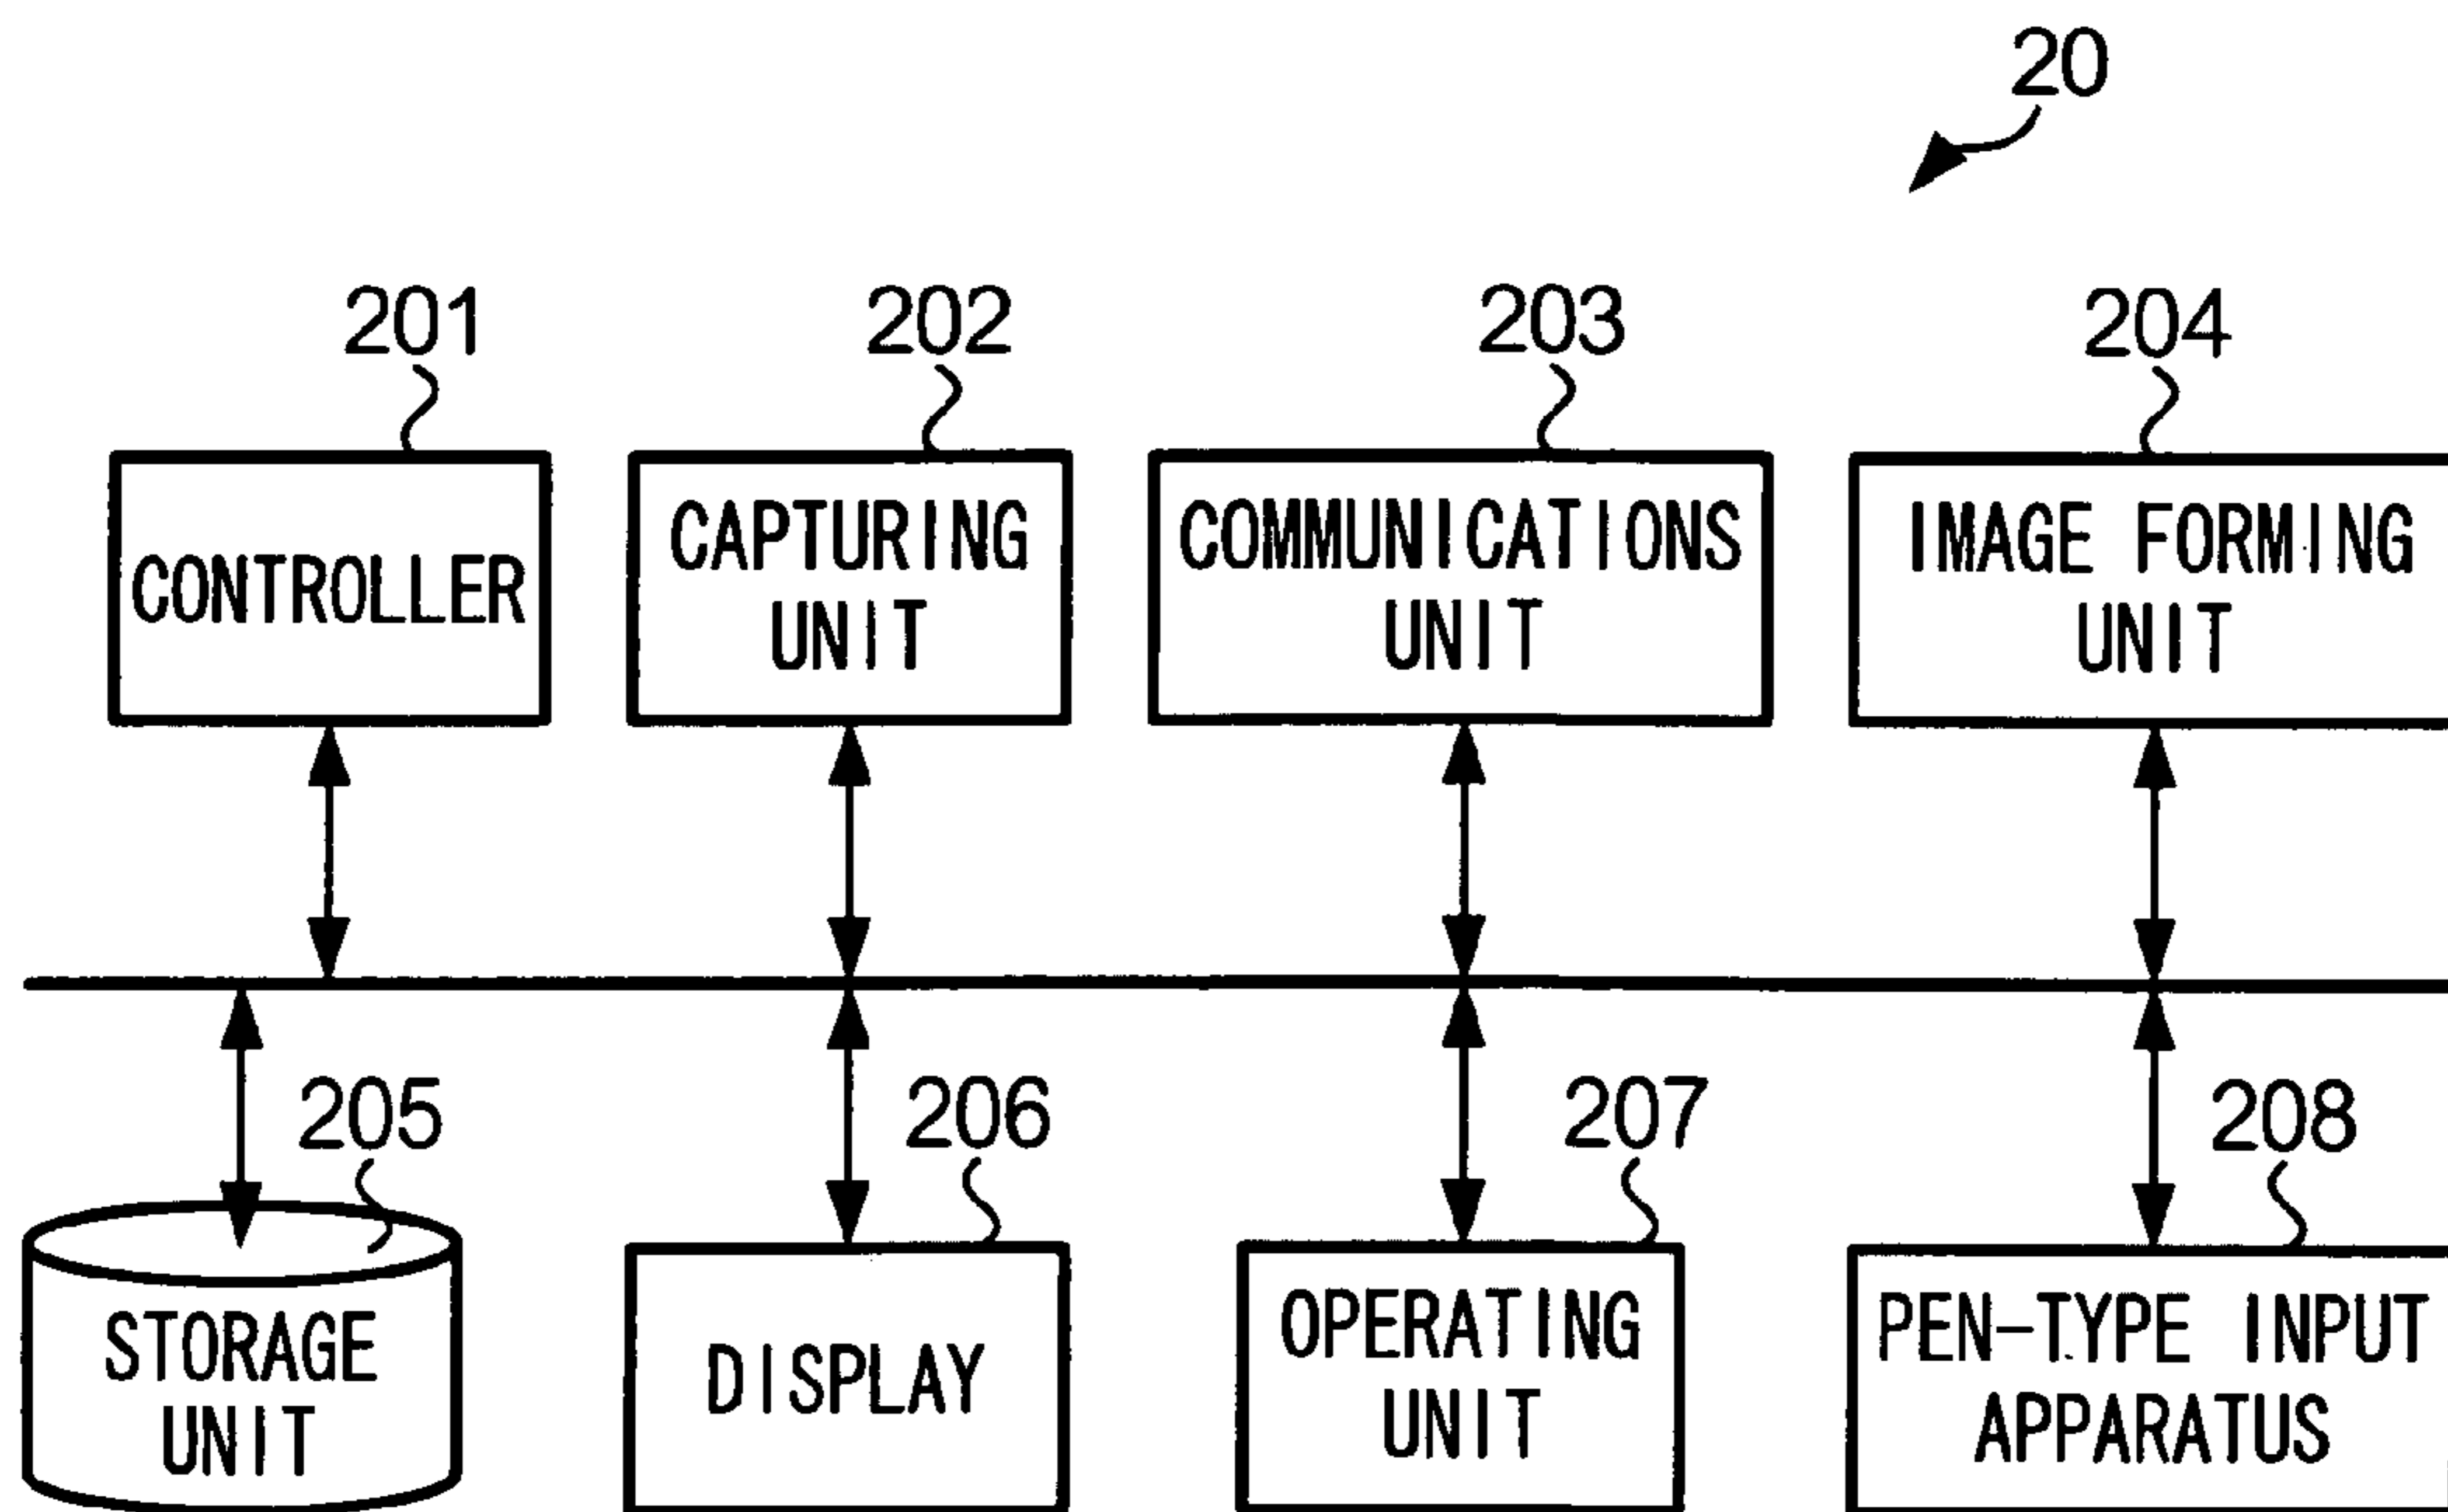 20
201
202
203
204
CONTROLLER
CAPTURING
UNIT
COMMUNICATIONS
UNIT
IMAGE FORMING
UNIT
205
206
207
208
STORAGE
UNIT
DISPLAY
OPERATING
UNIT
PEN-TYPE INPUT
APPARATUS